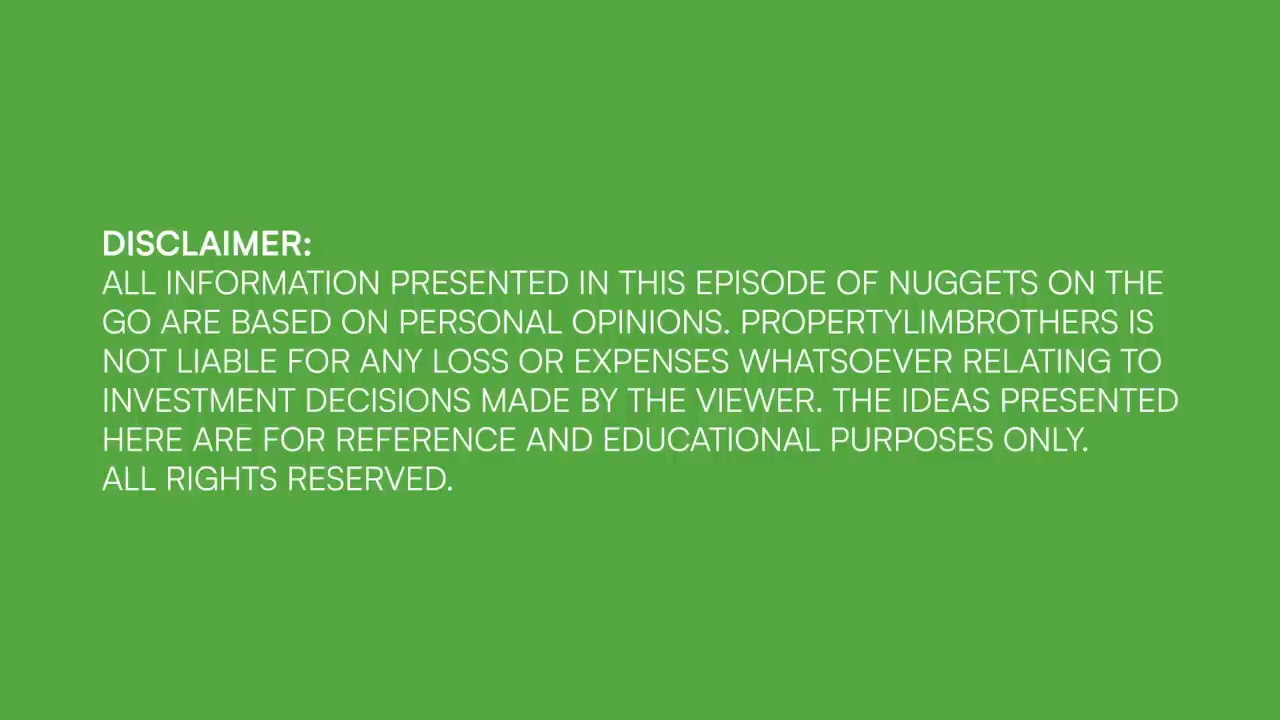 DISCLAIMER:
ALL INFORMATION PRESENTED IN THIS EPISODE OF NUGGETS ON THE
GO ARE BASED ON PERSONAL OPINIONS. PROPERTYLIMBROTHERS IS
NOT LIABLE FOR ANY LOSS OR EXPENSES WHATSOEVER RELATING TO
INVESTMENT DECISIONS MADE BY THE VIEWER. THE IDEAS PRESENTED
HERE ARE FOR REFERENCE AND EDUCATIONAL PURPOSES ONLY.
ALL RIGHTS RESERVED.